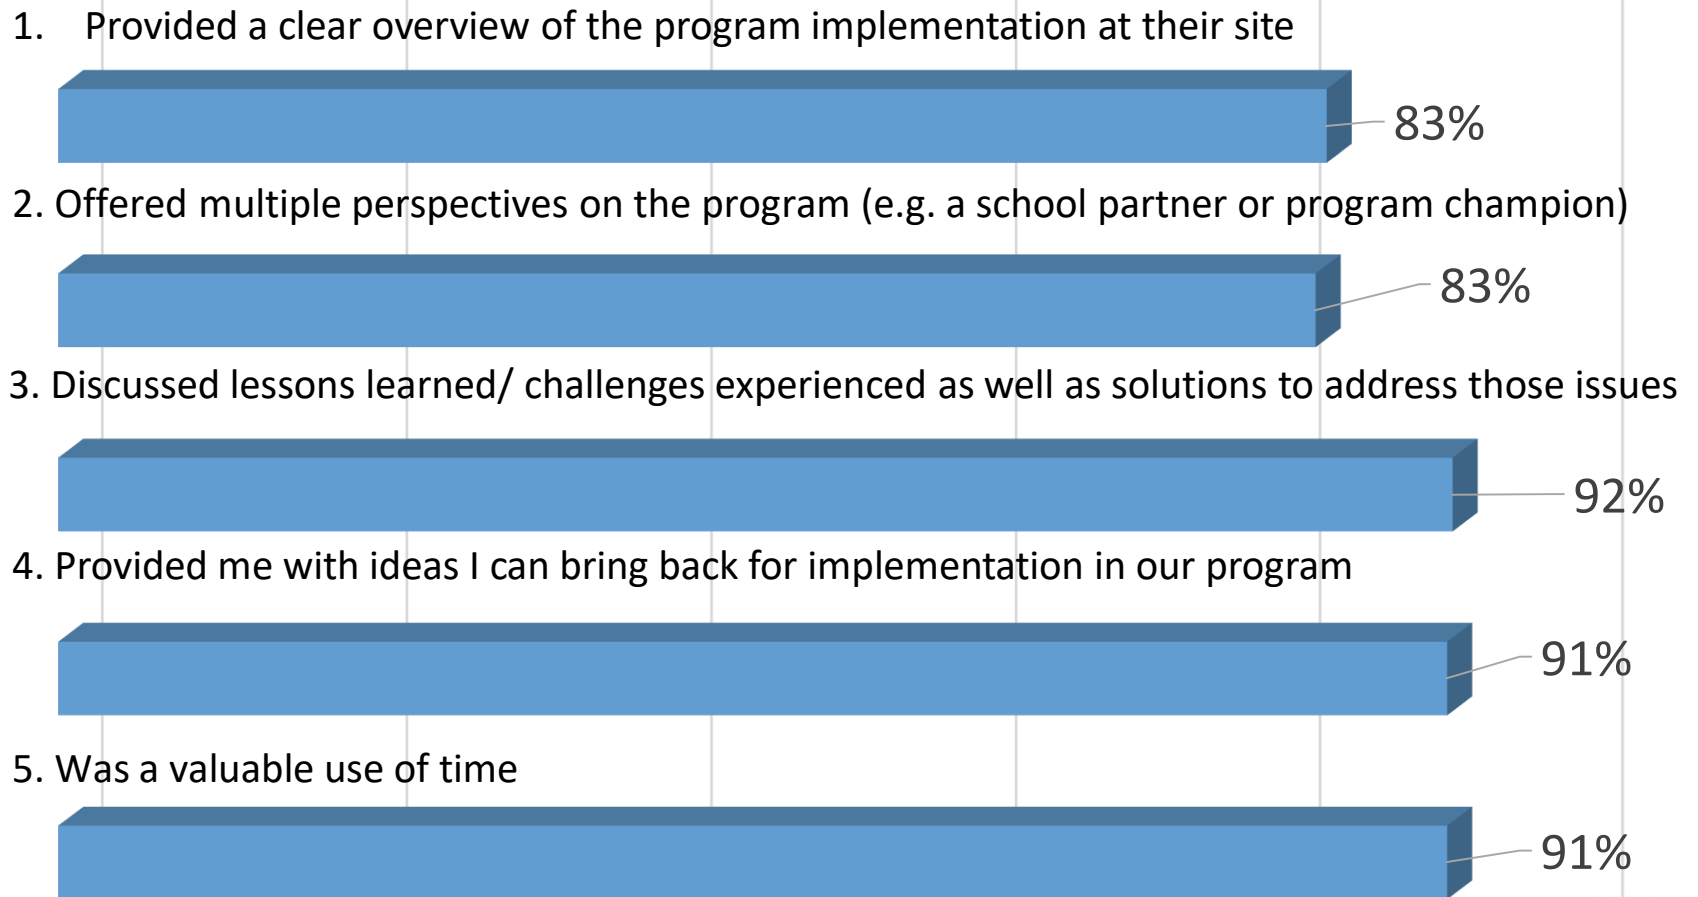 1. Provided a clear overview of the program implementation at their site
83%
2. Offered multiple perspectives on the program (e.g. a school partner or program champion)
83%
3. Discussed lessons learned/ challenges experienced as well as solutions to address those issues
92%
4. Provided me with ideas I can bring back for implementation in our program
91%
5. Was a valuable use of time
91%